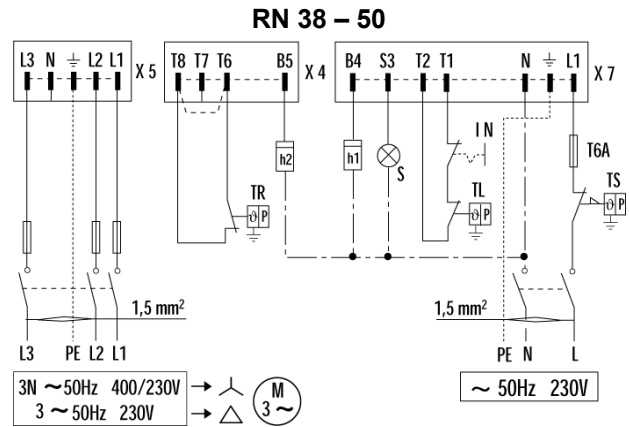 RN 38 – 50
L3 N L2 L1 X 5
T8 T7 T6 B5 X 4
B4 S3 T2 T1 N L1 X 7
h2
h1
S
I N
T6A
TR
ϑ P
TL
ϑ P
TS
ϑ P
1,5 mm²
1,5 mm²
L3 PE L2 L1
PE N L
3N ~ 50Hz 400/230V
3 ~ 50Hz 230V
M
3 ~
~ 50Hz 230V